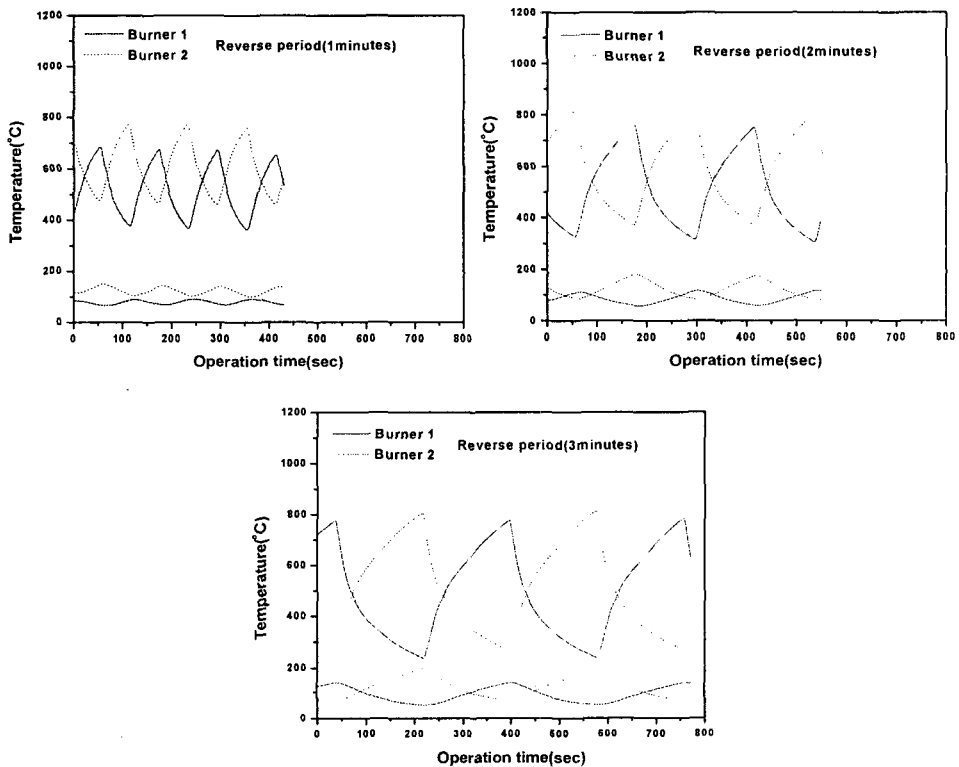 Burner 1
Burner 2
Reverse period(1minutes)
1200
1000
800
600
400
200
0
Temperature(°C)
0 100 200 300 400 500 600 700 800
Operation time(sec)
Burner 1
Burner 2
Reverse period(2minutes)
1200
1000
800
600
400
200
0
Temperature(°C)
0 100 200 300 400 500 600 700 800
Operation time(sec)
Burner 1
Burner 2
Reverse period(3minutes)
1200
1000
800
600
400
200
0
Temperature(°C)
0 100 200 300 400 500 600 700 800
Operation time(sec)